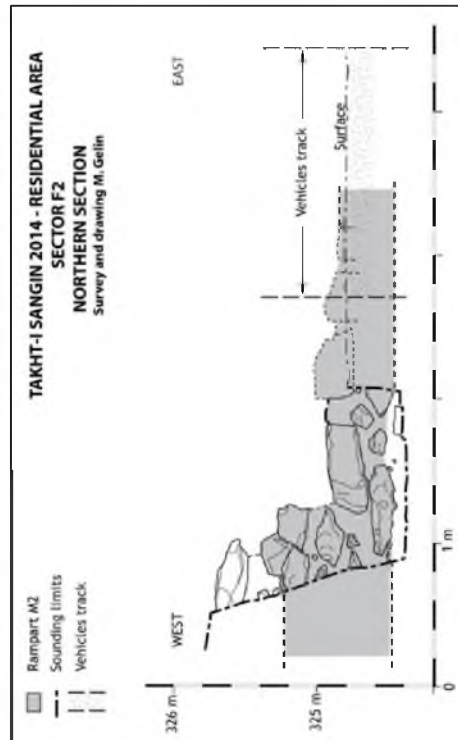 TAKHT-I SANGIN 2014 - RESIDENTIAL AREA
SECTOR F2
NORTHERN SECTION
Survey and drawing M. Gelin
Rampart M2
Sounding limits
Vehicles track
WEST
EAST
Vehicles track
Surface
326 m
325 m
0
1 m